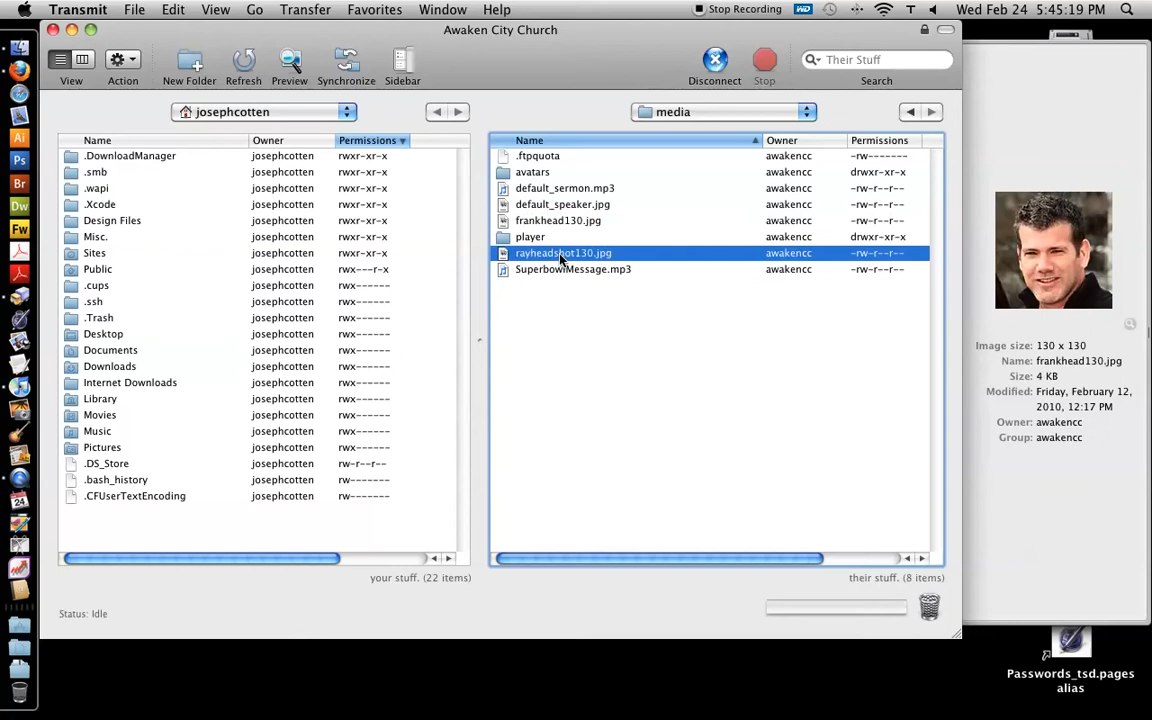 Transmit File Edit View Go Transfer Favorites Window Help Stop Recording WD Wed Feb 24 5:45:19 PM
Awaken City Church
Their Stuff
View Action New Folder Refresh Preview Synchronize Sidebar Disconnect Stop Search
josephcotten media
Name Owner Permissions Name Owner Permissions
.DownloadManager josephcotten rwxr-xr-x .ftpquota awakencc -rw-------
.smb josephcotten rwxr-xr-x avatars awakencc drwxr-xr-x
.wapi josephcotten rwxr-xr-x default_sermon.mp3 awakencc -rw-r--r--
.Xcode josephcotten rwxr-xr-x default_speaker.jpg awakencc -rw-r--r--
Design Files josephcotten rwxr-xr-x frankhead130.jpg awakencc -rw-r--r--
Misc. josephcotten rwxr-xr-x player awakencc drwxr-xr-x
Sites josephcotten rwxr-xr-x rayheadshot130.jpg awakencc -rw-r--r--
Public josephcotten rwx---r-x SuperbowlMessage.mp3 awakencc -rw-r--r--
.cups josephcotten rwx------
.ssh josephcotten rwx------
.Trash josephcotten rwx------
Desktop josephcotten rwx------
Documents josephcotten rwx------
Downloads josephcotten rwx------
Internet Downloads josephcotten rwx------
Library josephcotten rwx------
Movies josephcotten rwx------
Music josephcotten rwx------
Pictures josephcotten rwx------
.DS_Store josephcotten rw-r--r--
.bash_history josephcotten rw-------
.CFUserTextEncoding josephcotten rw-------
your stuff. (22 items) their stuff. (8 items)
Status: Idle
Image size: 130 x 130
Name: frankhead130.jpg
Size: 4 KB
Modified: Friday, February 12,
2010, 12:17 PM
Owner: awakencc
Group: awakencc
Passwords_tsd.pages
alias
Ai
Ps
Br
Dw
Fw
24